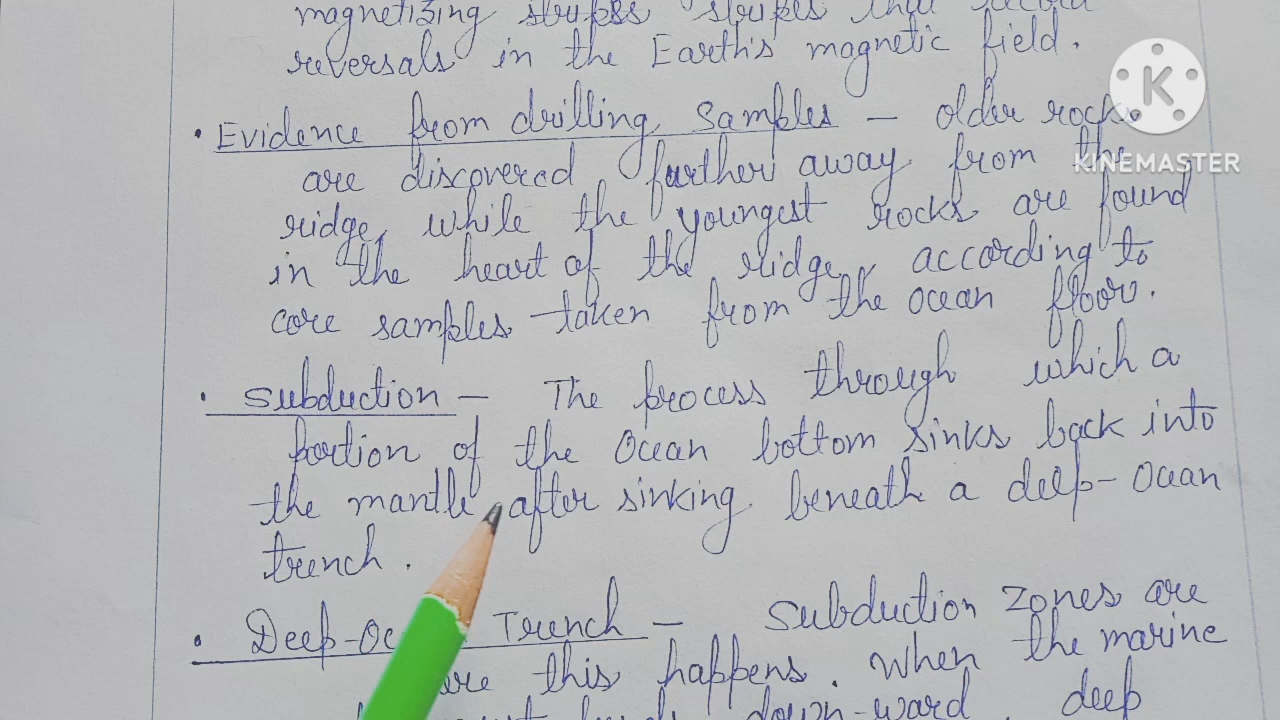 magnetizing stripes stripes that record
reversals in the Earth's magnetic field.
• Evidence from drilling samples – older rocks
are discovered further away from the
ridge, while the youngest rocks are found
in the heart of the ridge, according to
core samples taken from the ocean floor.
• Subduction – The process through which a
portion of the Ocean bottom sinks back into
the mantle after sinking beneath a deep-ocean
trench.
• Deep-Oc Trench – Subduction zones are
this happens. When the marine
down-ward, deep
K
KINEMASTER